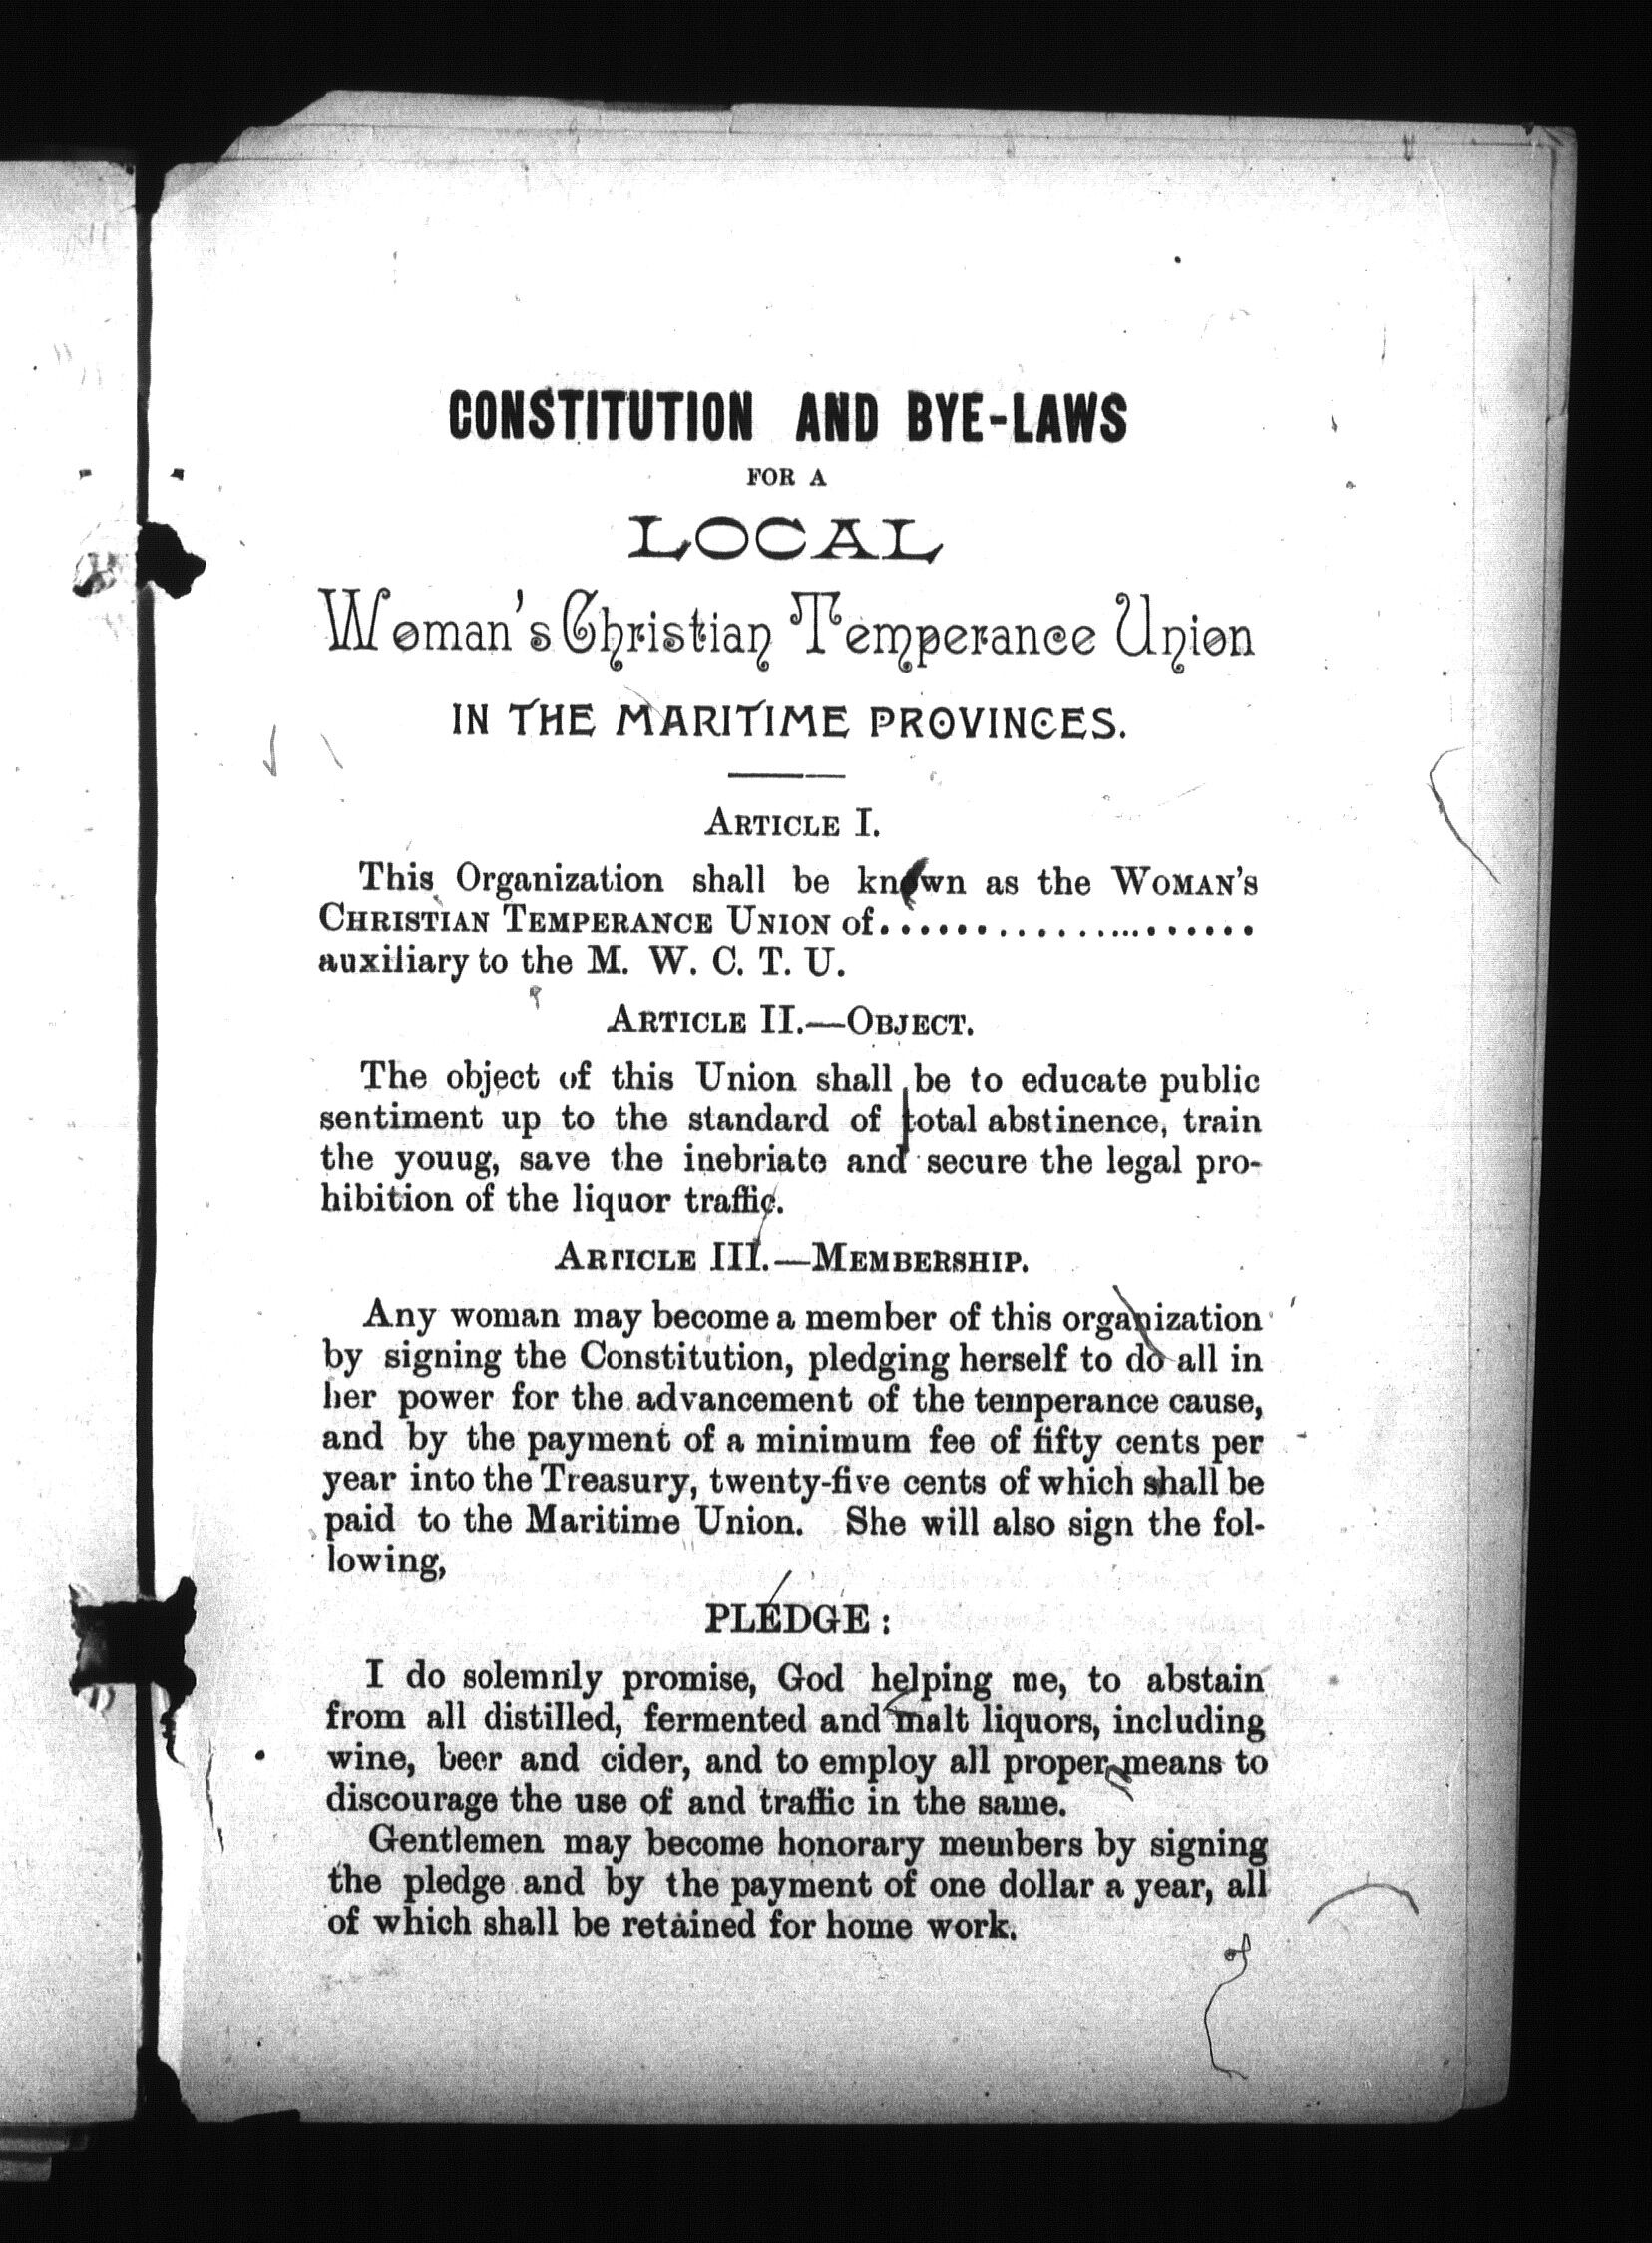 CONSTITUTION AND BYE-LAWS
FOR A
LOCAL
Woman's Christian Temperance Union
IN THE MARITIME PROVINCES.
ARTICLE I.
This Organization shall be known as the WOMAN'S
CHRISTIAN TEMPERANCE UNION of..............................
auxiliary to the M. W. C. T. U.
ARTICLE II.—OBJECT.
The object of this Union shall be to educate public
sentiment up to the standard of total abstinence, train
the youug, save the inebriate and secure the legal pro-
hibition of the liquor traffic.
ARTICLE III.—MEMBERSHIP.
Any woman may become a member of this organization
by signing the Constitution, pledging herself to do all in
her power for the advancement of the temperance cause,
and by the payment of a minimum fee of fifty cents per
year into the Treasury, twenty-five cents of which shall be
paid to the Maritime Union. She will also sign the fol-
lowing,
PLEDGE:
I do solemnly promise, God helping me, to abstain
from all distilled, fermented and malt liquors, including
wine, beer and cider, and to employ all proper means to
discourage the use of and traffic in the same.
Gentlemen may become honorary members by signing
the pledge and by the payment of one dollar a year, all
of which shall be retained for home work.